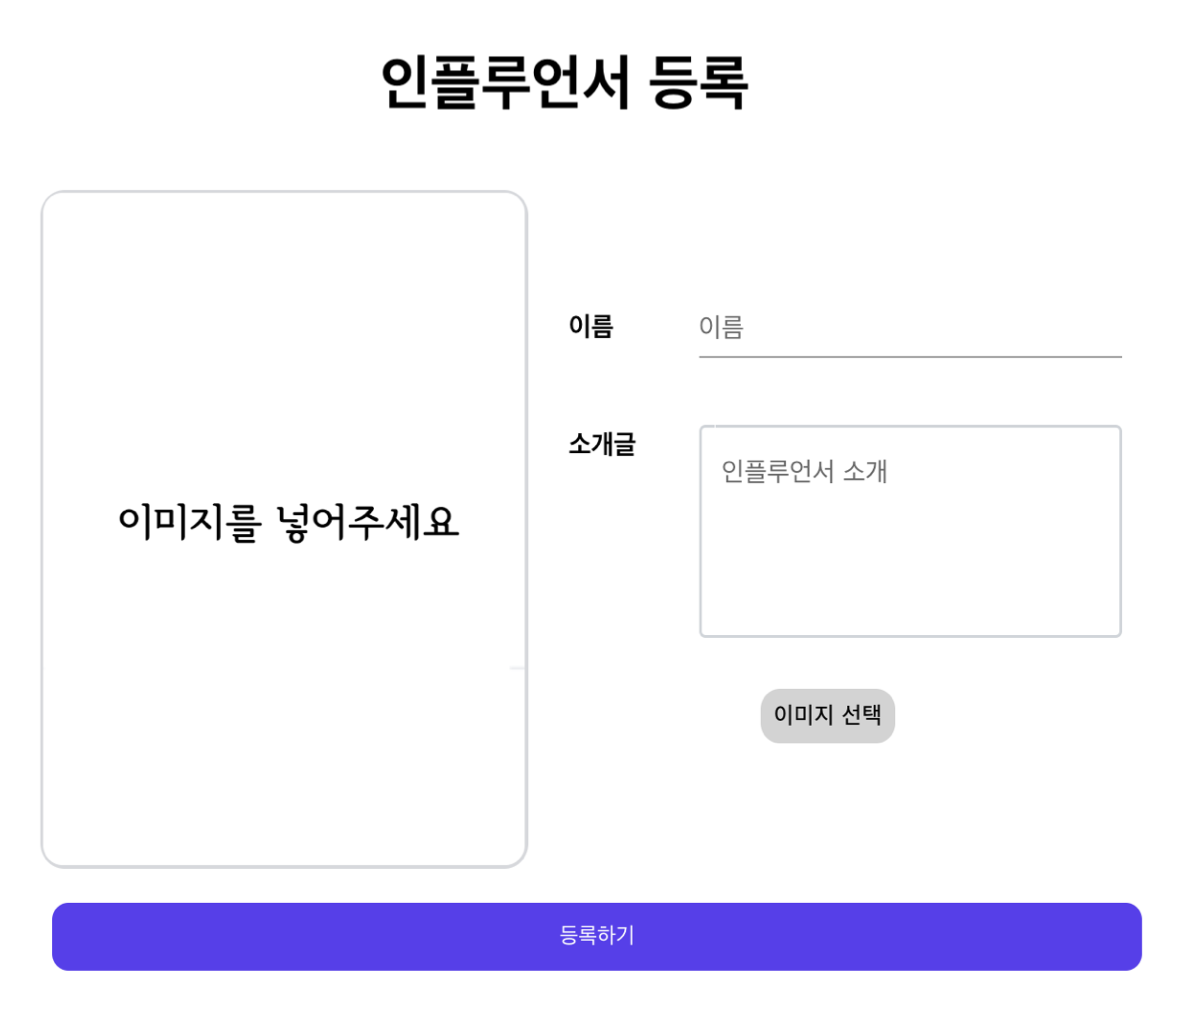 인플루언서 등록
이미지를 넣어주세요
이름
이름
소개글
인플루언서 소개
이미지 선택
등록하기